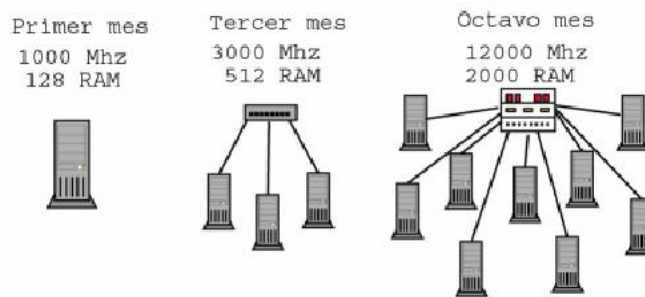 Primer mes
1000 Mhz
128 RAM
Tercer mes
3000 Mhz
512 RAM
Octavo mes
12000 Mhz
2000 RAM